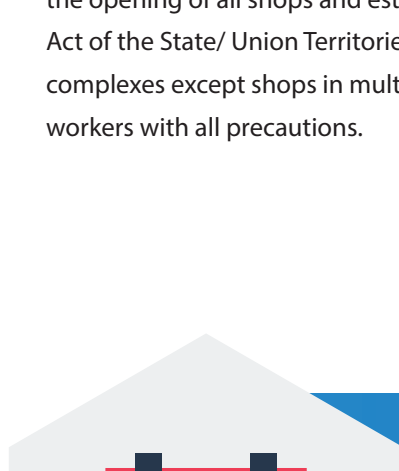 the opening of all shops and est
Act of the State/ Union Territorie
complexes except shops in mult
workers with all precautions.